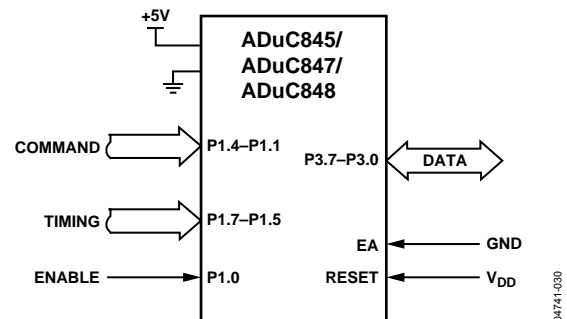 +5V
ADuC845/
ADuC847/
ADuC848
COMMAND
P1.4–P1.1
P3.7–P3.0
DATA
TIMING
P1.7–P1.5
EA
GND
ENABLE
P1.0
RESET
VDD
04741-030